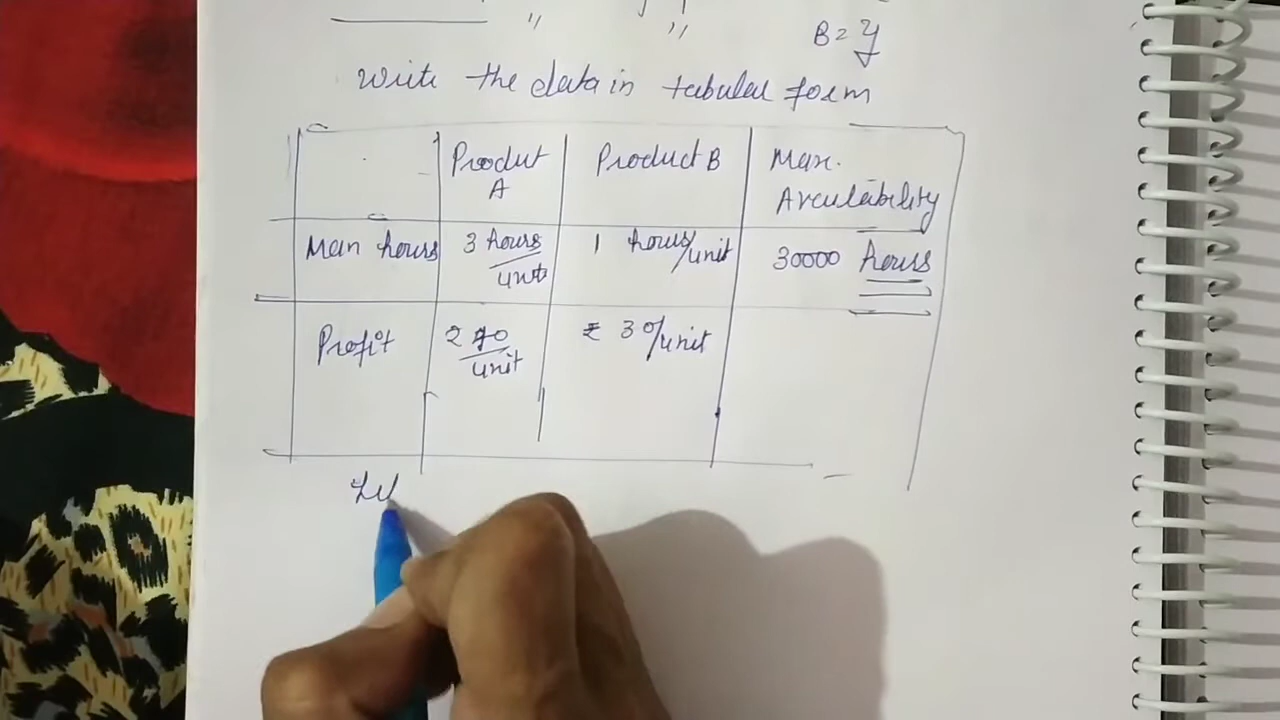 B = y
Write the data in tabular form
Product A
Product B
Max. Availability
Man hours
3 hours/unit
1 hours/unit
30000 hours
Profit
₹ /unit
₹ 30/unit